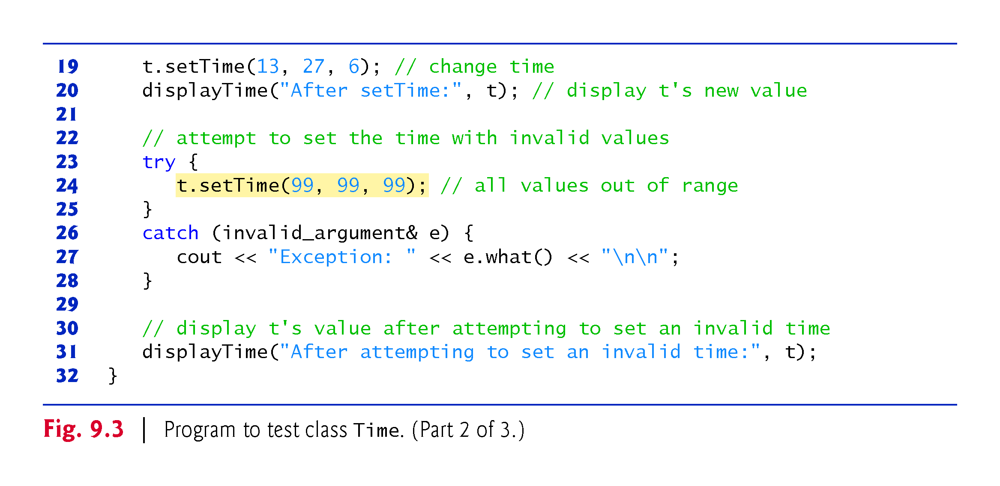 19 t.setTime(13, 27, 6); // change time
20 displayTime("After setTime:", t); // display t's new value
21
22 // attempt to set the time with invalid values
23 try {
24 t.setTime(99, 99, 99); // all values out of range
25 }
26 catch (invalid_argument& e) {
27 cout << "Exception: " << e.what() << "\n\n";
28 }
29
30 // display t's value after attempting to set an invalid time
31 displayTime("After attempting to set an invalid time:", t);
32 }
Fig. 9.3 | Program to test class Time. (Part 2 of 3.)